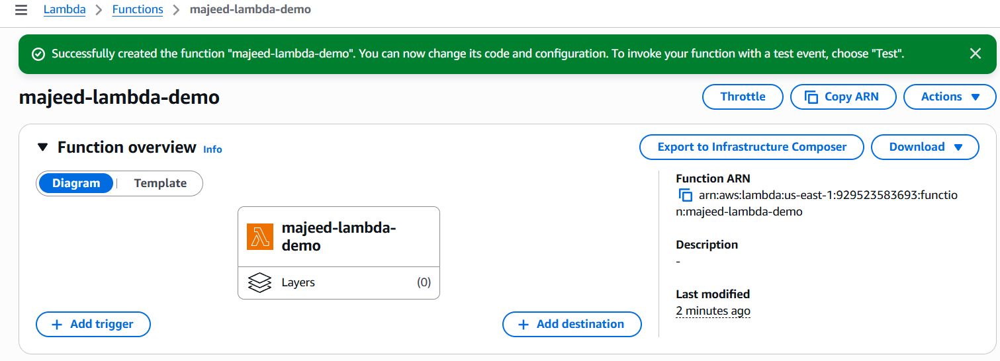 Lambda > Functions > majeed-lambda-demo
Successfully created the function "majeed-lambda-demo". You can now change its code and configuration. To invoke your function with a test event, choose "Test".
majeed-lambda-demo
Throttle
Copy ARN
Actions
Function overview Info
Export to Infrastructure Composer
Download
Diagram
Template
majeed-lambda-
demo
Layers (0)
+ Add trigger
+ Add destination
Function ARN
arn:aws:lambda:us-east-1:929523583693:functio
n:majeed-lambda-demo
Description
-
Last modified
2 minutes ago